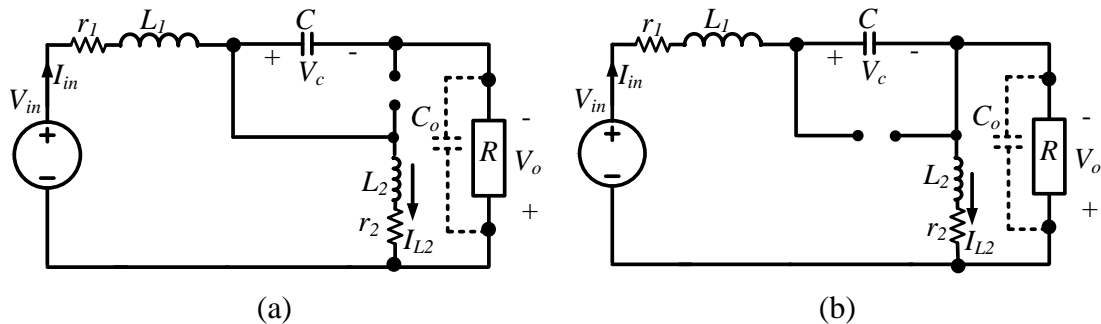 r1 L1 C
+ -
Vc
Iin
Vin
+
-
Co
-
R
Vo
+
L2
r2
IL2
(a)
r1 L1 C
+ -
Vc
Iin
Vin
+
-
Co
-
R
Vo
+
L2
r2
IL2
(b)